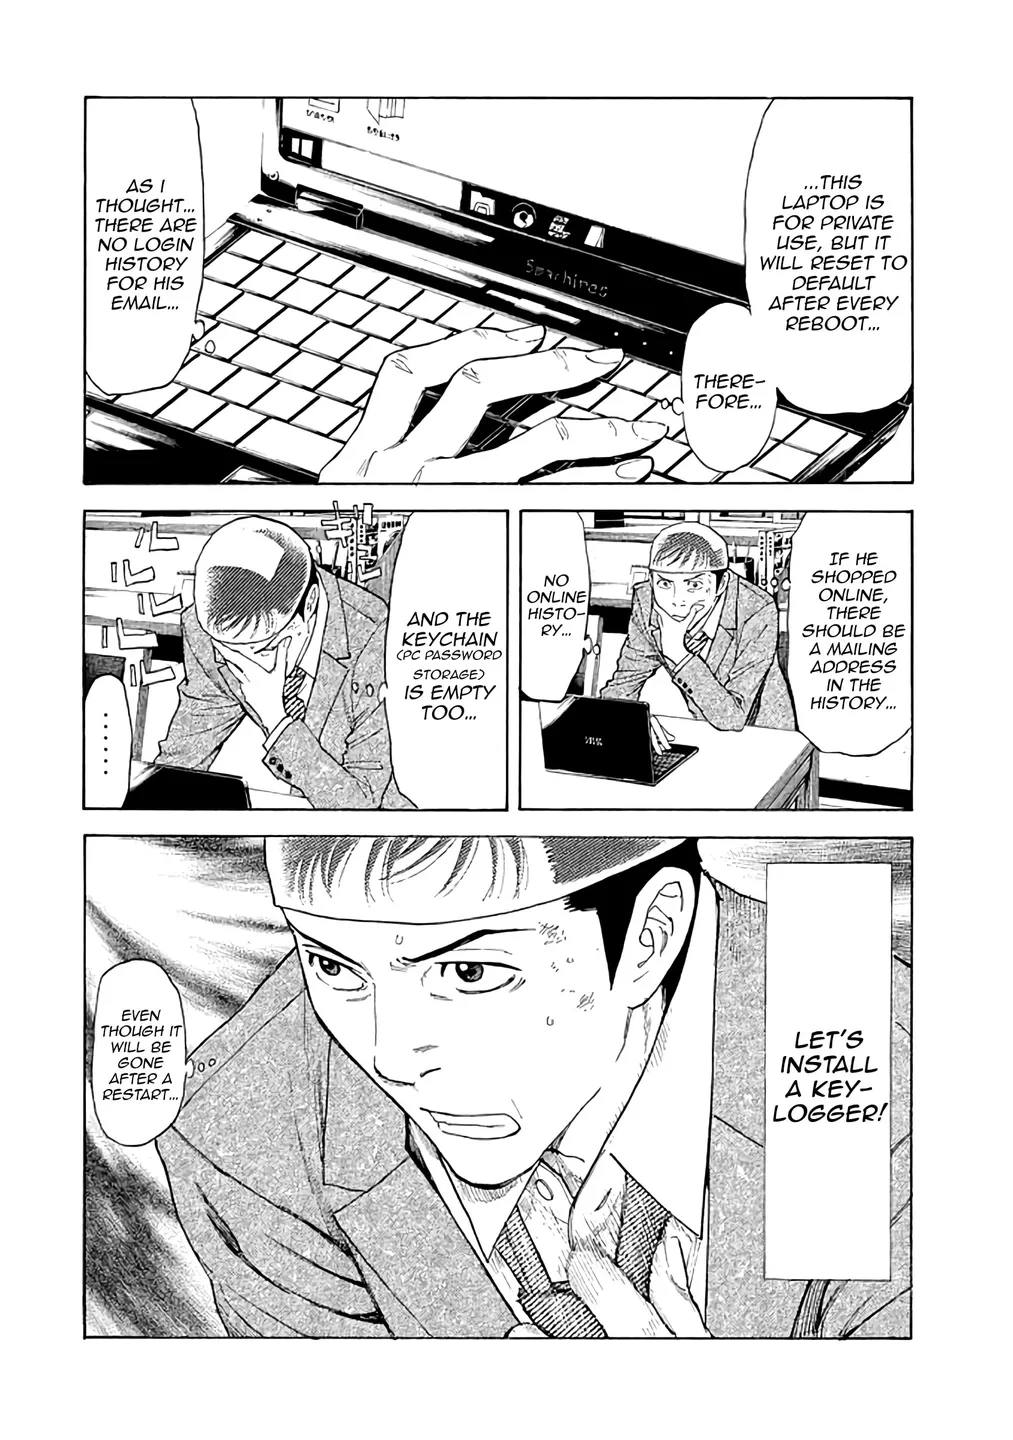 ...THIS
LAPTOP IS
FOR PRIVATE
USE, BUT IT
WILL RESET TO
DEFAULT
AFTER EVERY
REBOOT...
THERE-
FORE...
AS I
THOUGHT...
THERE ARE
NO LOGIN
HISTORY
FOR HIS
EMAIL...
IF HE
SHOPPED
ONLINE,
THERE
SHOULD BE
A MAILING
ADDRESS
IN THE
HISTORY...
NO
ONLINE
HISTO-
RY...
AND THE
KEYCHAIN
(PC PASSWORD
STORAGE)
IS EMPTY
TOO...
........
LET'S
INSTALL
A KEY-
LOGGER!
EVEN
THOUGH IT
WILL BE
GONE
AFTER A
RESTART...